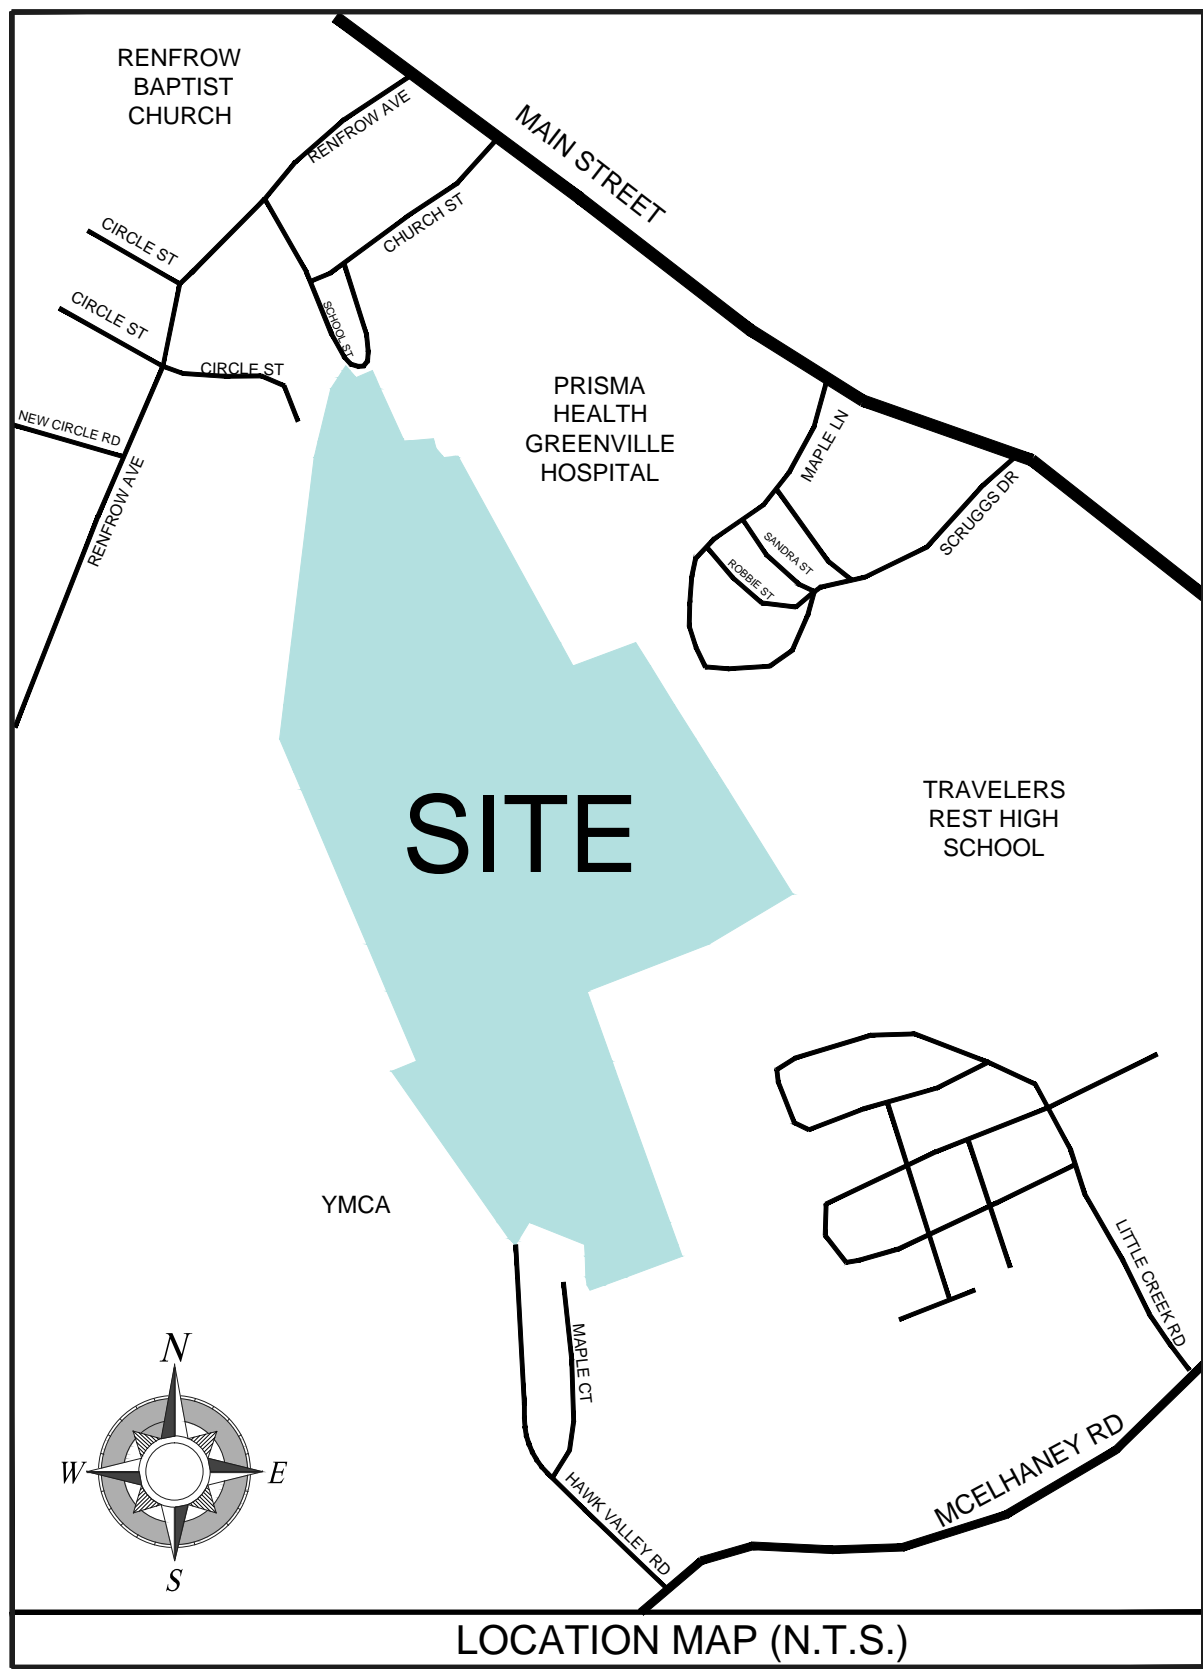 RENFROW
BAPTIST
CHURCH
RENFROW AVE
MAIN STREET
CHURCH ST
CIRCLE ST
CIRCLE ST
SCHOOL ST
CIRCLE ST
NEW CIRCLE RD
RENFROW AVE
PRISMA
HEALTH
GREENVILLE
HOSPITAL
MAPLE LN
SCRUGGS DR
SANDRA ST
ROBBIE ST
SITE
TRAVELERS
REST HIGH
SCHOOL
YMCA
LITTLE CREEK RD
MAPLE CT
HAWK VALLEY RD
MCELHANEY RD
N
W
E
S
LOCATION MAP (N.T.S.)